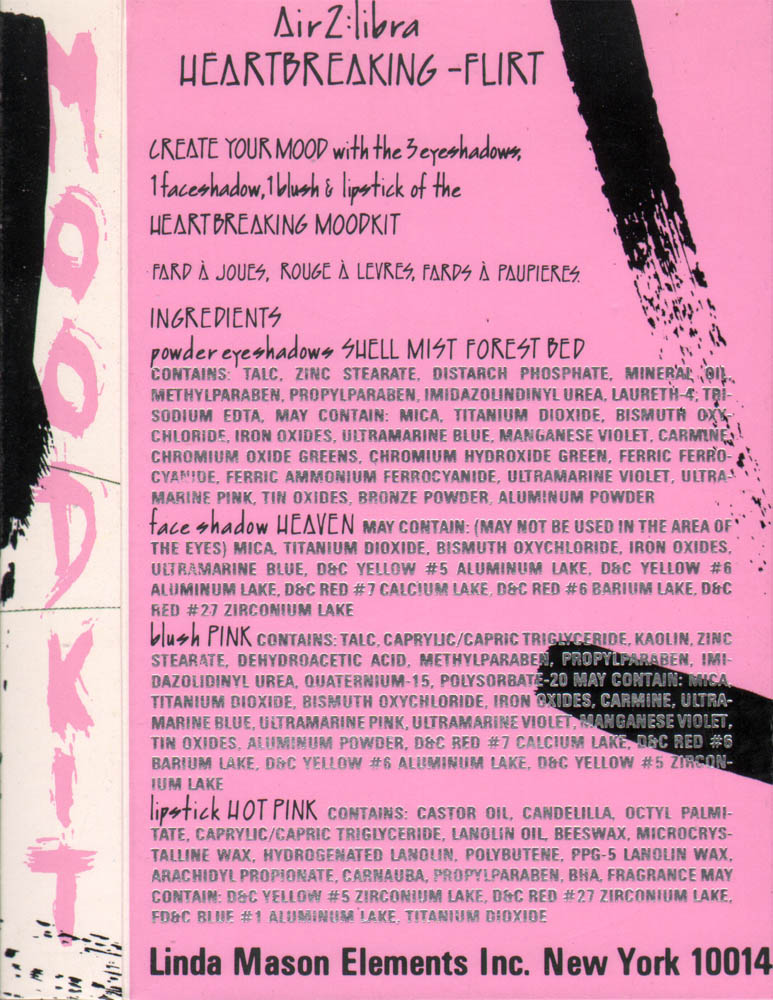 MOOD KIT
Air 2:libra
HEARTBREAKING-FLIRT
CREATE YOUR MOOD with the 3 eyeshadows,
1 faceshadow, 1 blush & lipstick of the
HEARTBREAKING MOODKIT
FARD À JOUES, ROUGE À LEVRES, FARDS À PAUPIERES.
INGREDIENTS
powder eyeshadows SHELL MIST FOREST BED
CONTAINS: TALC, ZINC STEARATE, DISTARCH PHOSPHATE, MINERAL OIL,
METHYLPARABEN, PROPYLPARABEN, IMIDAZOLINDINYL UREA, LAURETH-4, TRI-
SODIUM EDTA, MAY CONTAIN: MICA, TITANIUM DIOXIDE, BISMUTH OXY-
CHLORIDE, IRON OXIDES, ULTRAMARINE BLUE, MANGANESE VIOLET, CARMINE,
CHROMIUM OXIDE GREENS, CHROMIUM HYDROXIDE GREEN, FERRIC FERRO-
CYANIDE, FERRIC AMMONIUM FERROCYANIDE, ULTRAMARINE VIOLET, ULTRA-
MARINE PINK, TIN OXIDES, BRONZE POWDER, ALUMINUM POWDER
face shadow HEAVEN MAY CONTAIN: (MAY NOT BE USED IN THE AREA OF
THE EYES) MICA, TITANIUM DIOXIDE, BISMUTH OXYCHLORIDE, IRON OXIDES,
ULTRAMARINE BLUE, D&C YELLOW #5 ALUMINUM LAKE, D&C YELLOW #6
ALUMINUM LAKE, D&C RED #7 CALCIUM LAKE, D&C RED #6 BARIUM LAKE, D&C
RED #27 ZIRCONIUM LAKE
blush PINK CONTAINS: TALC, CAPRYLIC/CAPRIC TRIGLYCERIDE, KAOLIN, ZINC
STEARATE, DEHYDROACETIC ACID, METHYLPARABEN, PROPYLPARABEN, IMI-
DAZOLIDINYL UREA, QUATERNIUM-15, POLYSORBATE-20 MAY CONTAIN: MICA,
TITANIUM DIOXIDE, BISMUTH OXYCHLORIDE, IRON OXIDES, CARMINE, ULTRA-
MARINE BLUE, ULTRAMARINE PINK, ULTRAMARINE VIOLET, MANGANESE VIOLET,
TIN OXIDES, ALUMINUM POWDER, D&C RED #7 CALCIUM LAKE, D&C RED #6
BARIUM LAKE, D&C YELLOW #6 ALUMINUM LAKE, D&C YELLOW #5 ZIRCON-
IUM LAKE
lipstick HOT PINK CONTAINS: CASTOR OIL, CANDELILLA, OCTYL PALMI-
TATE, CAPRYLIC/CAPRIC TRIGLYCERIDE, LANOLIN OIL, BEESWAX, MICROCRYS-
TALLINE WAX, HYDROGENATED LANOLIN, POLYBUTENE, PPG-5 LANOLIN WAX,
ARACHIDYL PROPIONATE, CARNAUBA, PROPYLPARABEN, BHA, FRAGRANCE MAY
CONTAIN: D&C YELLOW #5 ZIRCONIUM LAKE, D&C RED #27 ZIRCONIUM LAKE,
FD&C BLUE #1 ALUMINUM LAKE, TITANIUM DIOXIDE
Linda Mason Elements Inc. New York 10014